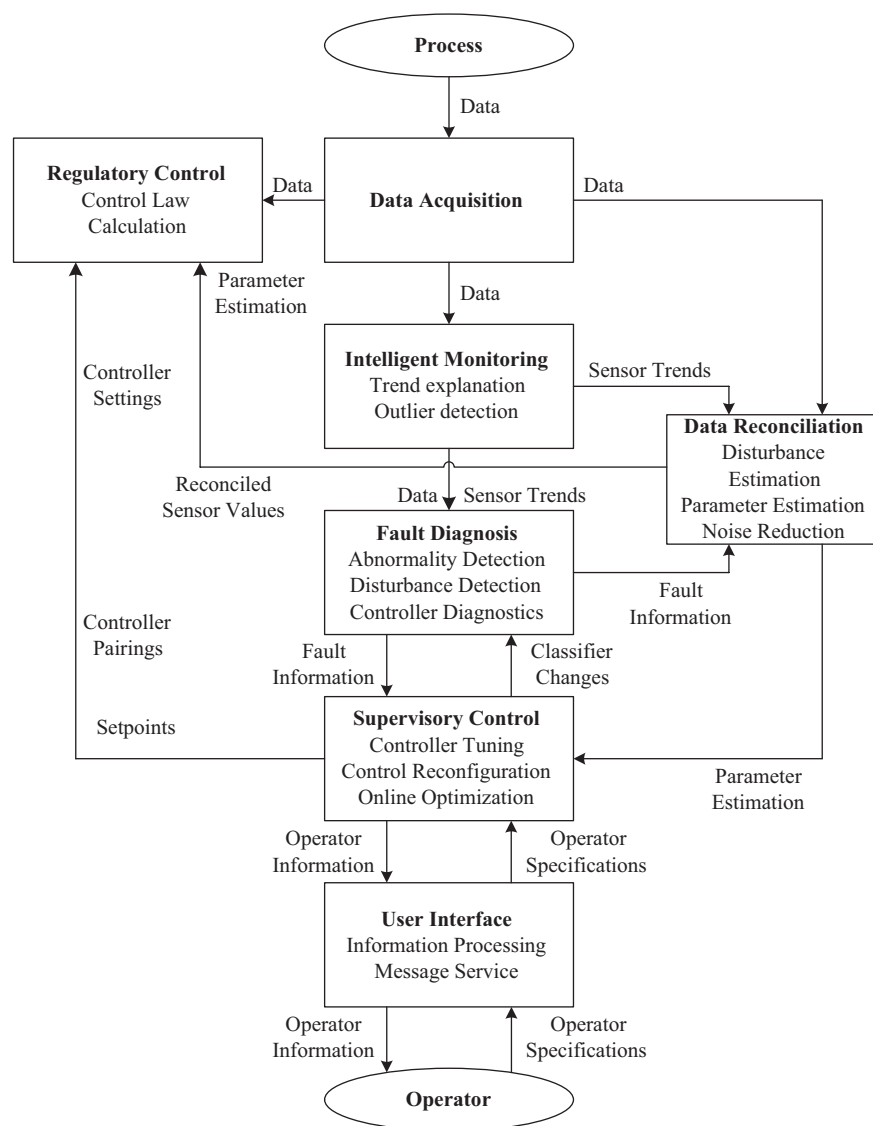 Process
Data
Regulatory Control
Control Law
Calculation
Data
Data Acquisition
Data
Parameter
Estimation
Data
Intelligent Monitoring
Trend explanation
Outlier detection
Sensor Trends
Controller
Settings
Data Reconciliation
Disturbance
Estimation
Parameter Estimation
Noise Reduction
Reconciled
Sensor Values
Data
Sensor Trends
Fault Diagnosis
Abnormality Detection
Disturbance Detection
Controller Diagnostics
Fault
Information
Controller
Pairings
Fault
Information
Classifier
Changes
Setpoints
Supervisory Control
Controller Tuning
Control Reconfiguration
Online Optimization
Parameter
Estimation
Operator
Information
Operator
Specifications
User Interface
Information Processing
Message Service
Operator
Information
Operator
Specifications
Operator